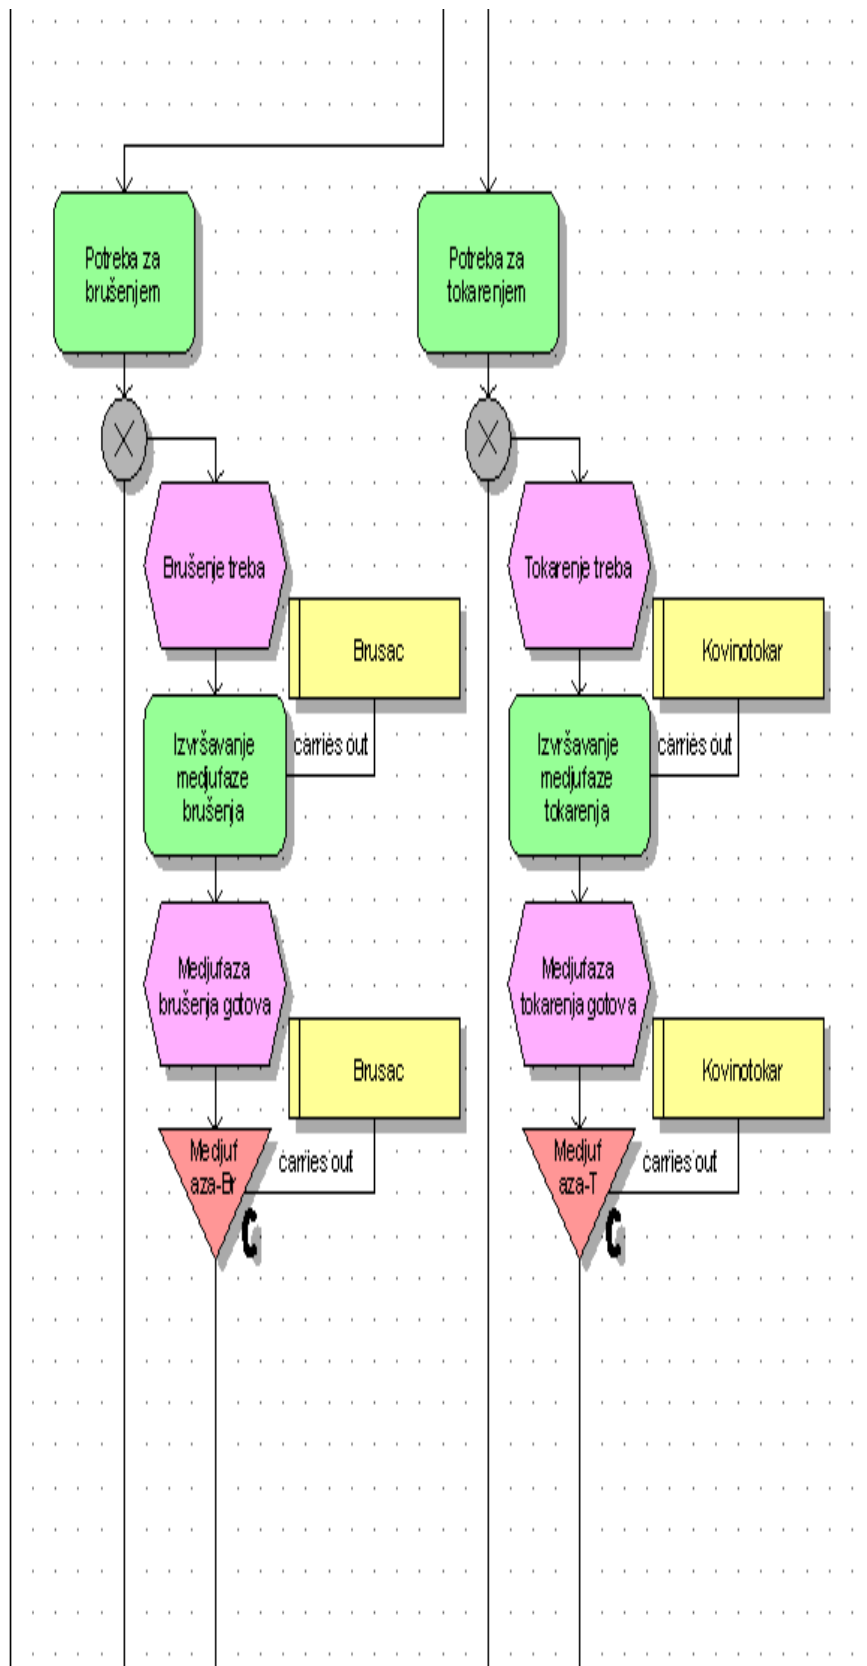 Potreba za
brušenjem
Potreba za
tokarenjem
Brušenje treba
Tokarenje treba
Brusac
Kovinotokar
Izvršavanje
medjufaze
brušenja
carries out
Izvršavanje
medjufaze
tokarenja
carries out
Medjufaza
brušenja gotova
Medjufaza
tokarenja gotova
Brusac
Kovinotokar
Medjuf
aza-Br
carries out
Medjuf
aza-T
carries out
C
C